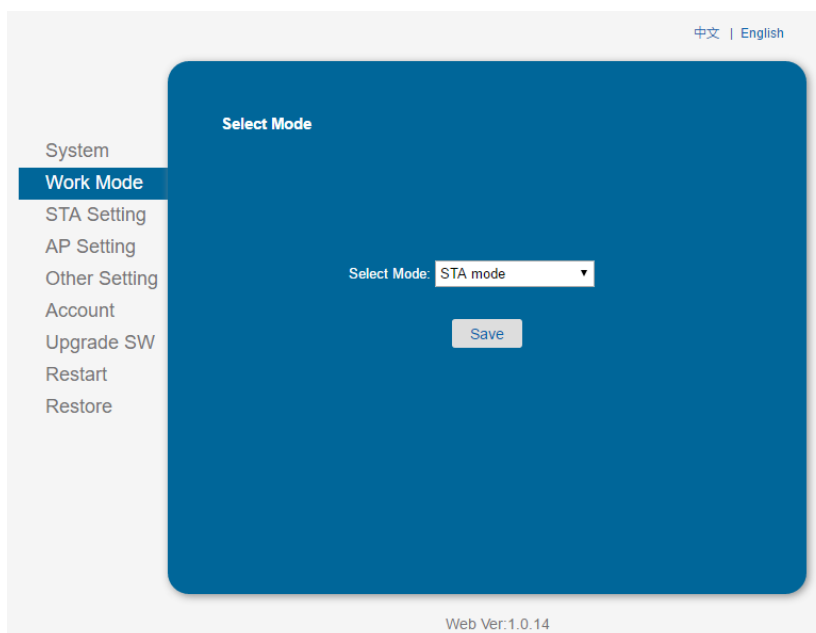 中文 | English
Select Mode
System
Work Mode
STA Setting
AP Setting
Other Setting
Account
Upgrade SW
Restart
Restore
Select Mode: STA mode
Save
Web Ver:1.0.14